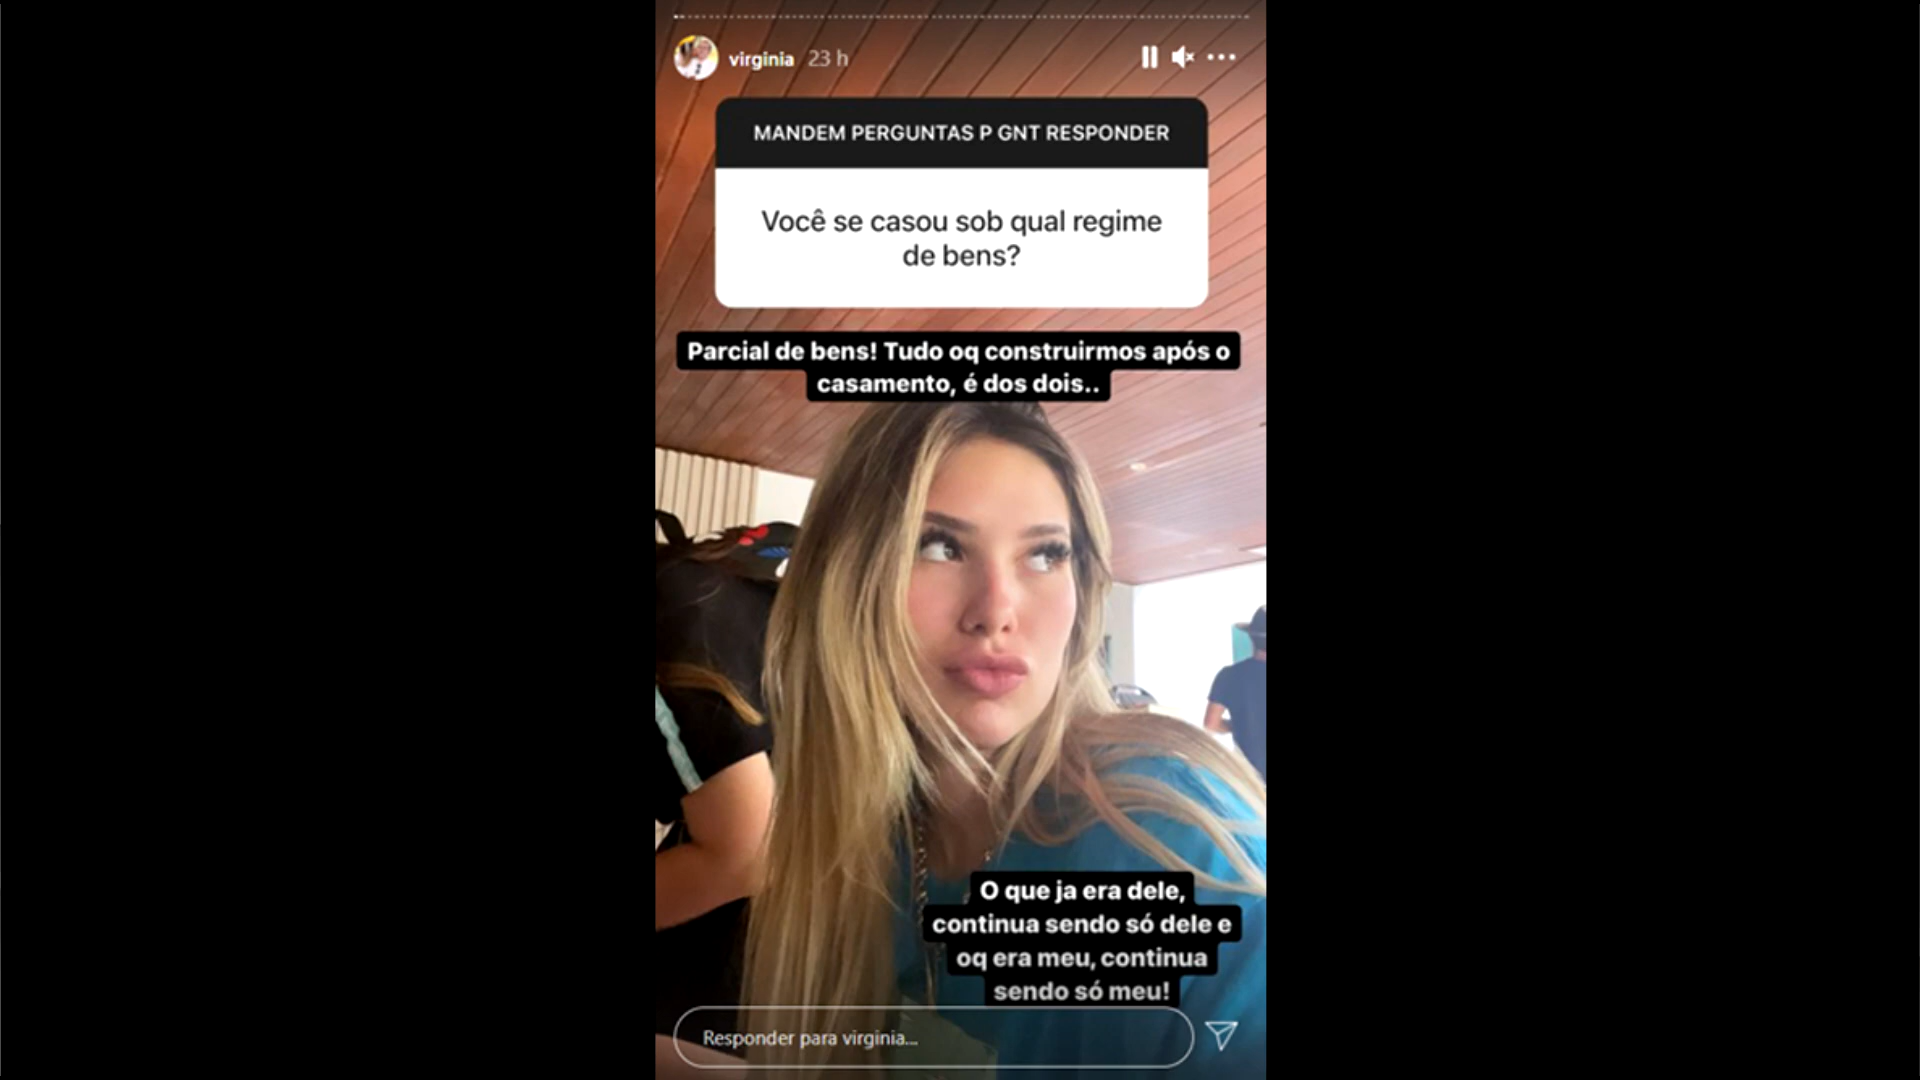 virginia 23 h
MANDEM PERGUNTAS P GNT RESPONDER
Você se casou sob qual regime
de bens?
Parcial de bens! Tudo oq construirmos após o
casamento, é dos dois..
O que ja era dele,
continua sendo só dele e
oq era meu, continua
sendo só meu!
Responder para virginia...